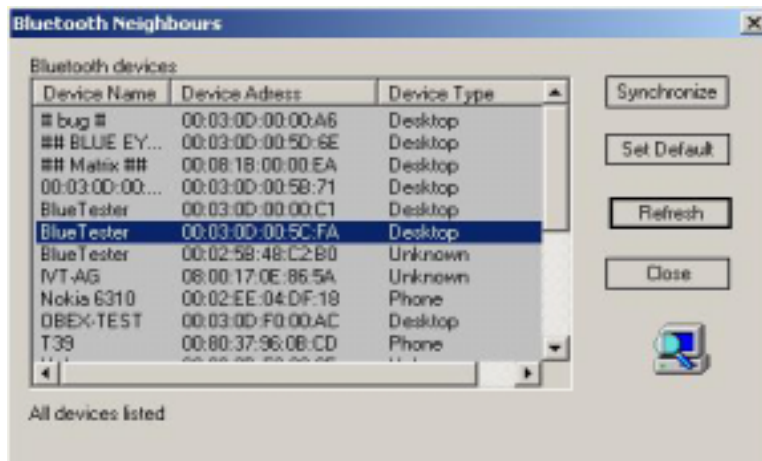 Bluetooth Neighbours
Bluetooth devices
Device Name Device Adress Device Type
# bug # 00:03:0D:00:00:A6 Desktop
## BLUE EY... 00:03:0D:00:5D:6E Desktop
## Matrix ## 00:08:1B:00:00:EA Desktop
00:03:0D:00:... 00:03:0D:00:5B:71 Desktop
BlueTester 00:03:0D:00:00:C1 Desktop
BlueTester 00:03:0D:00:5C:FA Desktop
BlueTester 00:02:5B:48:C2:B0 Unknown
IVT-AG 08:00:17:0E:86:5A Unknown
Nokia 6310 00:02:EE:04:DF:18 Phone
OBEX-TEST 00:03:0D:F0:00:AC Desktop
T39 00:80:37:96:0B:CD Phone
Synchronize
Set Default
Refresh
Close
All devices listed